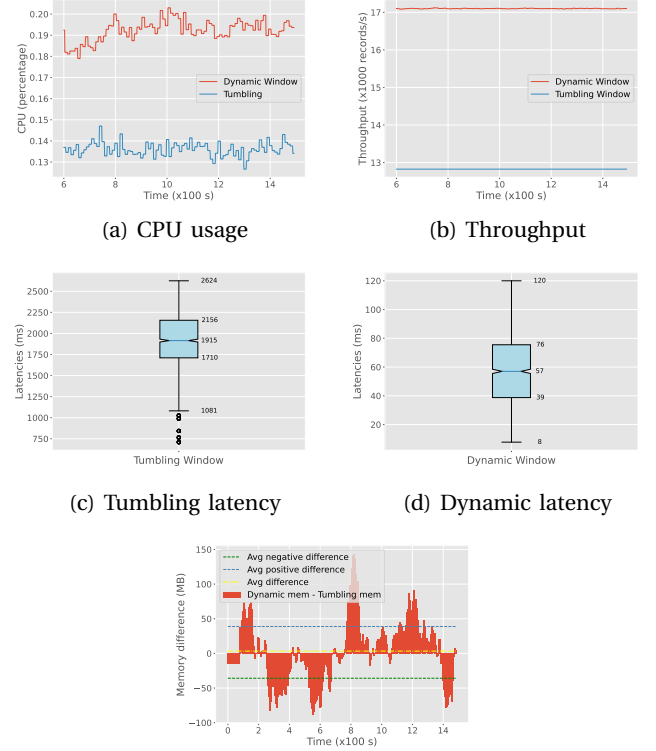 0.20
0.19
0.18
0.17
0.16
0.15
0.14
0.13
CPU (percentage)
Dynamic Window
Tumbling
6
8
10
12
14
Time (x100 s)
(a) CPU usage
17
16
15
14
13
Throughput (x1000 records/s)
Dynamic Window
Tumbling Window
6
8
10
12
14
Time (x100 s)
(b) Throughput
2500
2250
2000
1750
1500
1250
1000
750
Latencies (ms)
2624
2156
1915
1710
1081
Tumbling Window
(c) Tumbling latency
120
100
80
60
40
20
Latencies (ms)
120
76
57
39
8
Dynamic Window
(d) Dynamic latency
150
100
50
0
−50
−100
Memory difference (MB)
Avg negative difference
Avg positive difference
Avg difference
Dynamic mem - Tumbling mem
0
2
4
6
8
10
12
14
Time (x100 s)